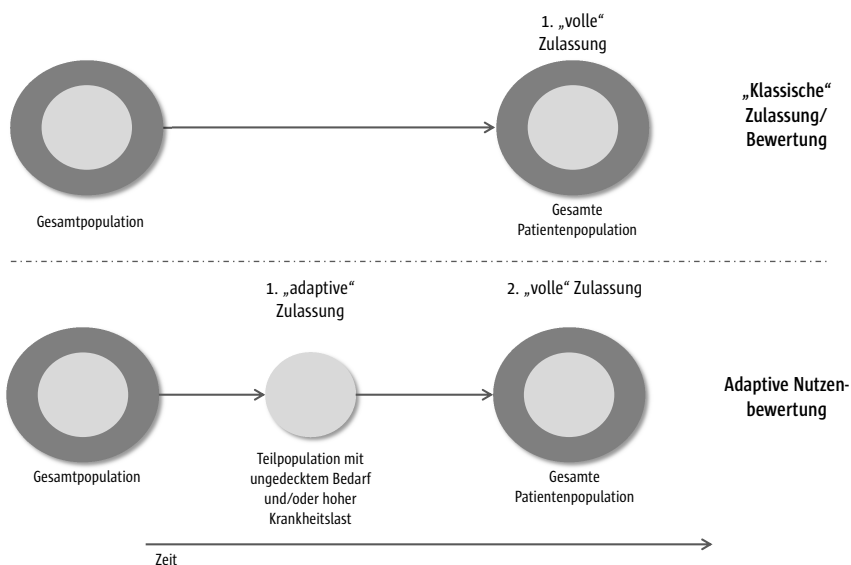 1. „volle“
Zulassung
„Klassische“
Zulassung/
Bewertung
Gesamtpopulation
Gesamte
Patientenpopulation
1. „adaptive“
Zulassung
2. „volle“ Zulassung
Adaptive Nutzen-
bewertung
Gesamtpopulation
Teilpopulation mit
ungedecktem Bedarf
und/oder hoher
Krankheitslast
Gesamte
Patientenpopulation
Zeit